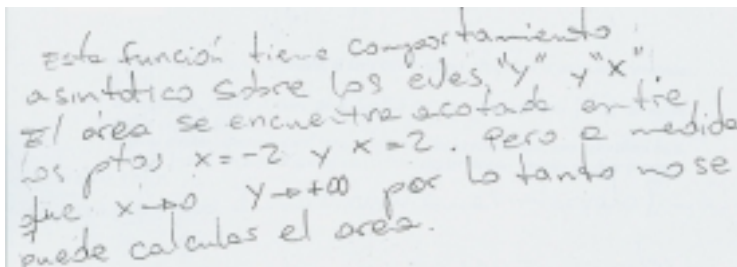 Esta función tiene comportamiento
asintótico sobre los ejes "y" y "x"
El área se encuentra acotada entre
los ptos x=-2 y x=2. Pero a medida
que x→0 y→+∞ por lo tanto no se
puede calcular el area.